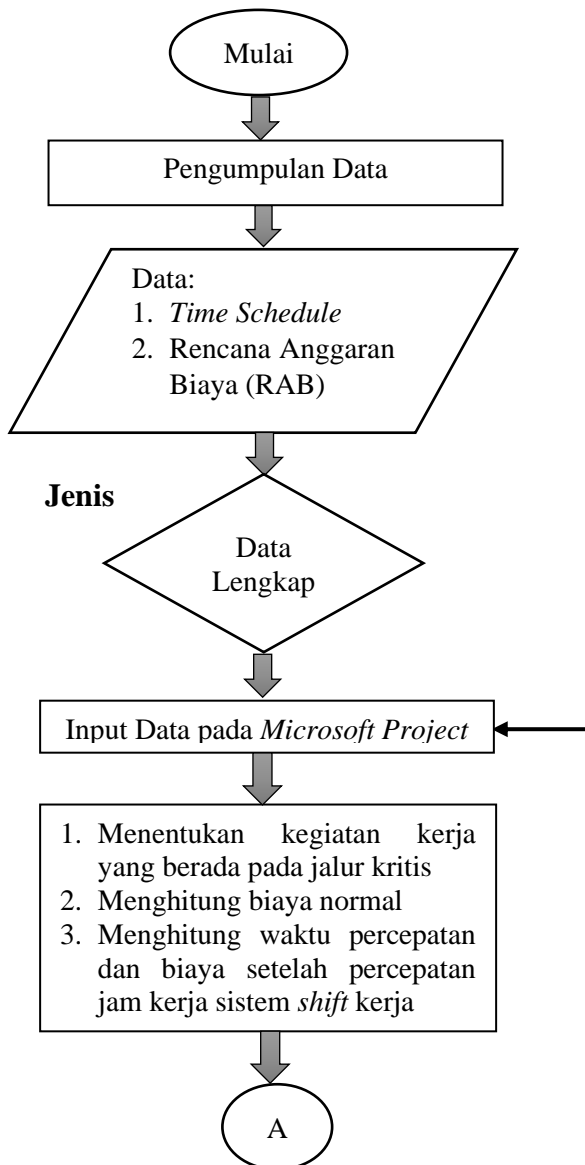 Mulai
Pengumpulan Data
Data:
1. Time Schedule
2. Rencana Anggaran
Biaya (RAB)
Jenis
Data
Lengkap
Input Data pada Microsoft Project
1. Menentukan kegiatan kerja
yang berada pada jalur kritis
2. Menghitung biaya normal
3. Menghitung waktu percepatan
dan biaya setelah percepatan
jam kerja sistem shift kerja
A